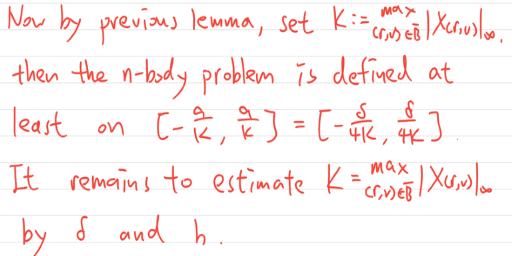 Now by previous lemma, set K := max_{(r,v)∈B̄} |X(r,v)|_∞,
then the n-body problem is defined at
least on [-a/K, a/K] = [-δ/4K, δ/4K].
It remains to estimate K = max_{(r,v)∈B̄} |X(r,v)|_∞
by δ and h.